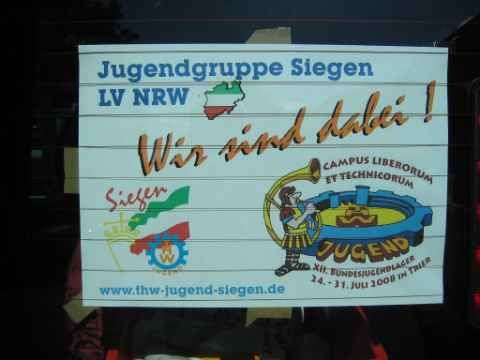 Jugendgruppe Siegen
LV NRW
Wir sind dabei !
CAMPUS LIBERORUM
ET TECHNICORUM
Siegen
JUGEND
JUGEND
XII. BUNDESJUGENDLAGER
24. - 31. JULI 2008 IN TRIER
www.thw-jugend-siegen.de